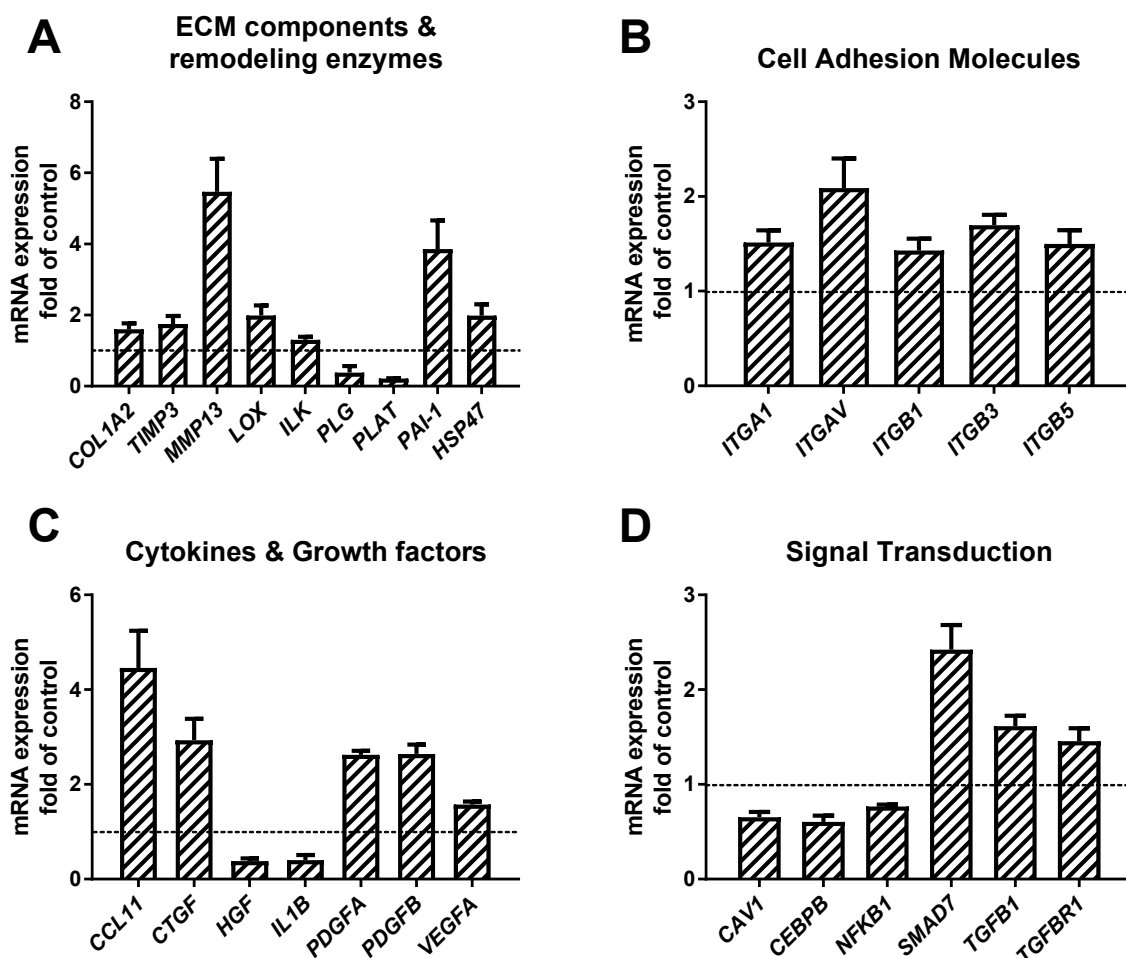 A
ECM components &
remodeling enzymes
mRNA expression
fold of control
8
6
4
2
0
COL1A2
TIMP3
MMP13
LOX
ILK
PLG
PLAT
PAI-1
HSP47
B
Cell Adhesion Molecules
mRNA expression
fold of control
3
2
1
0
ITGA1
ITGAV
ITGB1
ITGB3
ITGB5
C
Cytokines & Growth factors
mRNA expression
fold of control
6
4
2
0
CCL11
CTGF
HGF
IL1B
PDGFA
PDGFB
VEGFA
D
Signal Transduction
mRNA expression
fold of control
3
2
1
0
CAV1
CEBPB
NFKB1
SMAD7
TGFB1
TGFBR1